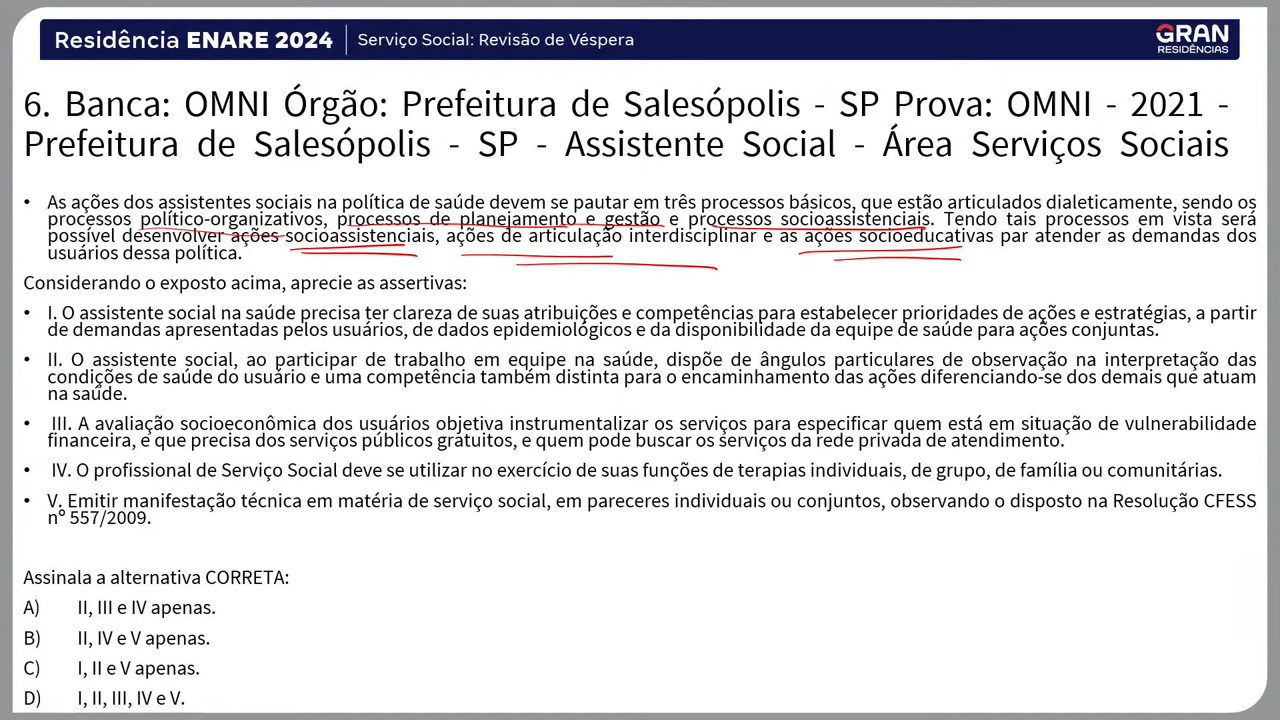 Residência ENARE 2024
Serviço Social: Revisão de Véspera
GRAN
RESIDÊNCIAS
6. Banca: OMNI Órgão: Prefeitura de Salesópolis - SP Prova: OMNI - 2021 -
Prefeitura de Salesópolis - SP - Assistente Social - Área Serviços Sociais
• As ações dos assistentes sociais na política de saúde devem se pautar em três processos básicos, que estão articulados dialeticamente, sendo os
processos político-organizativos, processos de planejamento e gestão e processos socioassistenciais. Tendo tais processos em vista será
possível desenvolver ações socioassistenciais, ações de articulação interdisciplinar e as ações socioeducativas par atender as demandas dos
usuários dessa política.
Considerando o exposto acima, aprecie as assertivas:
• I. O assistente social na saúde precisa ter clareza de suas atribuições e competências para estabelecer prioridades de ações e estratégias, a partir
de demandas apresentadas pelos usuários, de dados epidemiológicos e da disponibilidade da equipe de saúde para ações conjuntas.
• II. O assistente social, ao participar de trabalho em equipe na saúde, dispõe de ângulos particulares de observação na interpretação das
condições de saúde do usuário e uma competência também distinta para o encaminhamento das ações diferenciando-se dos demais que atuam
na saúde.
• III. A avaliação socioeconômica dos usuários objetiva instrumentalizar os serviços para especificar quem está em situação de vulnerabilidade
financeira, e que precisa dos serviços públicos gratuitos, e quem pode buscar os serviços da rede privada de atendimento.
• IV. O profissional de Serviço Social deve se utilizar no exercício de suas funções de terapias individuais, de grupo, de família ou comunitárias.
• V. Emitir manifestação técnica em matéria de serviço social, em pareceres individuais ou conjuntos, observando o disposto na Resolução CFESS
nº 557/2009.
Assinala a alternativa CORRETA:
A) II, III e IV apenas.
B) II, IV e V apenas.
C) I, II e V apenas.
D) I, II, III, IV e V.